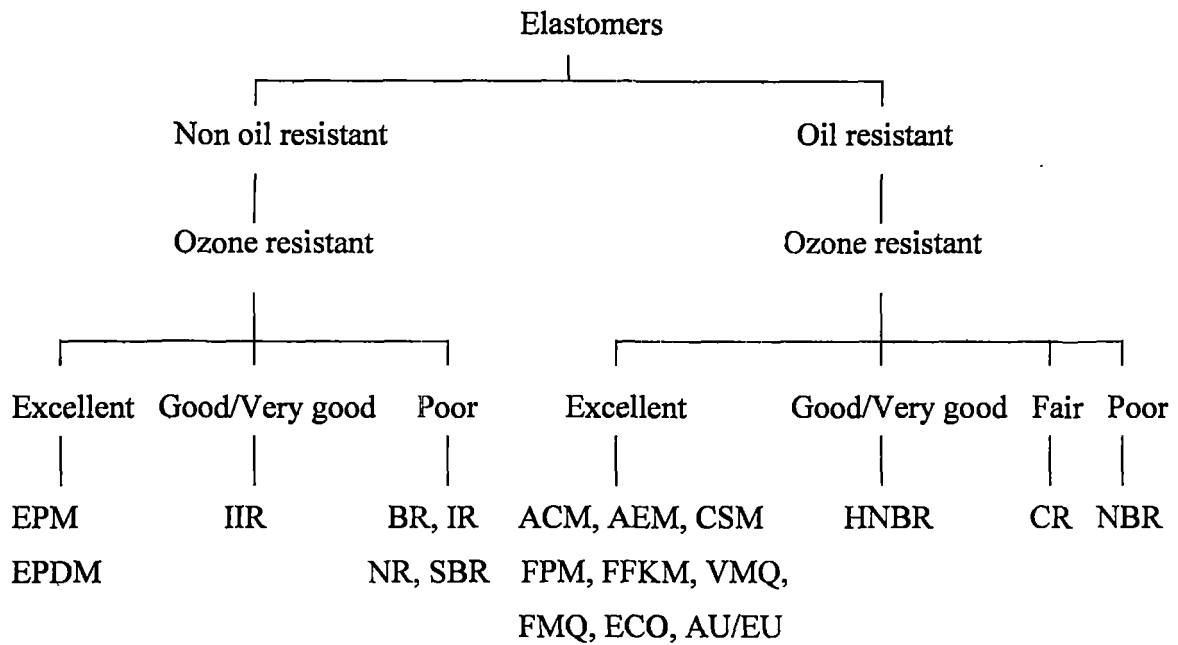 Elastomers
Non oil resistant Oil resistant
Ozone resistant Ozone resistant
Excellent Good/Very good Poor Excellent Good/Very good Fair Poor
EPM IIR BR, IR ACM, AEM, CSM HNBR CR NBR
EPDM NR, SBR FPM, FFKM, VMQ,
FMQ, ECO, AU/EU